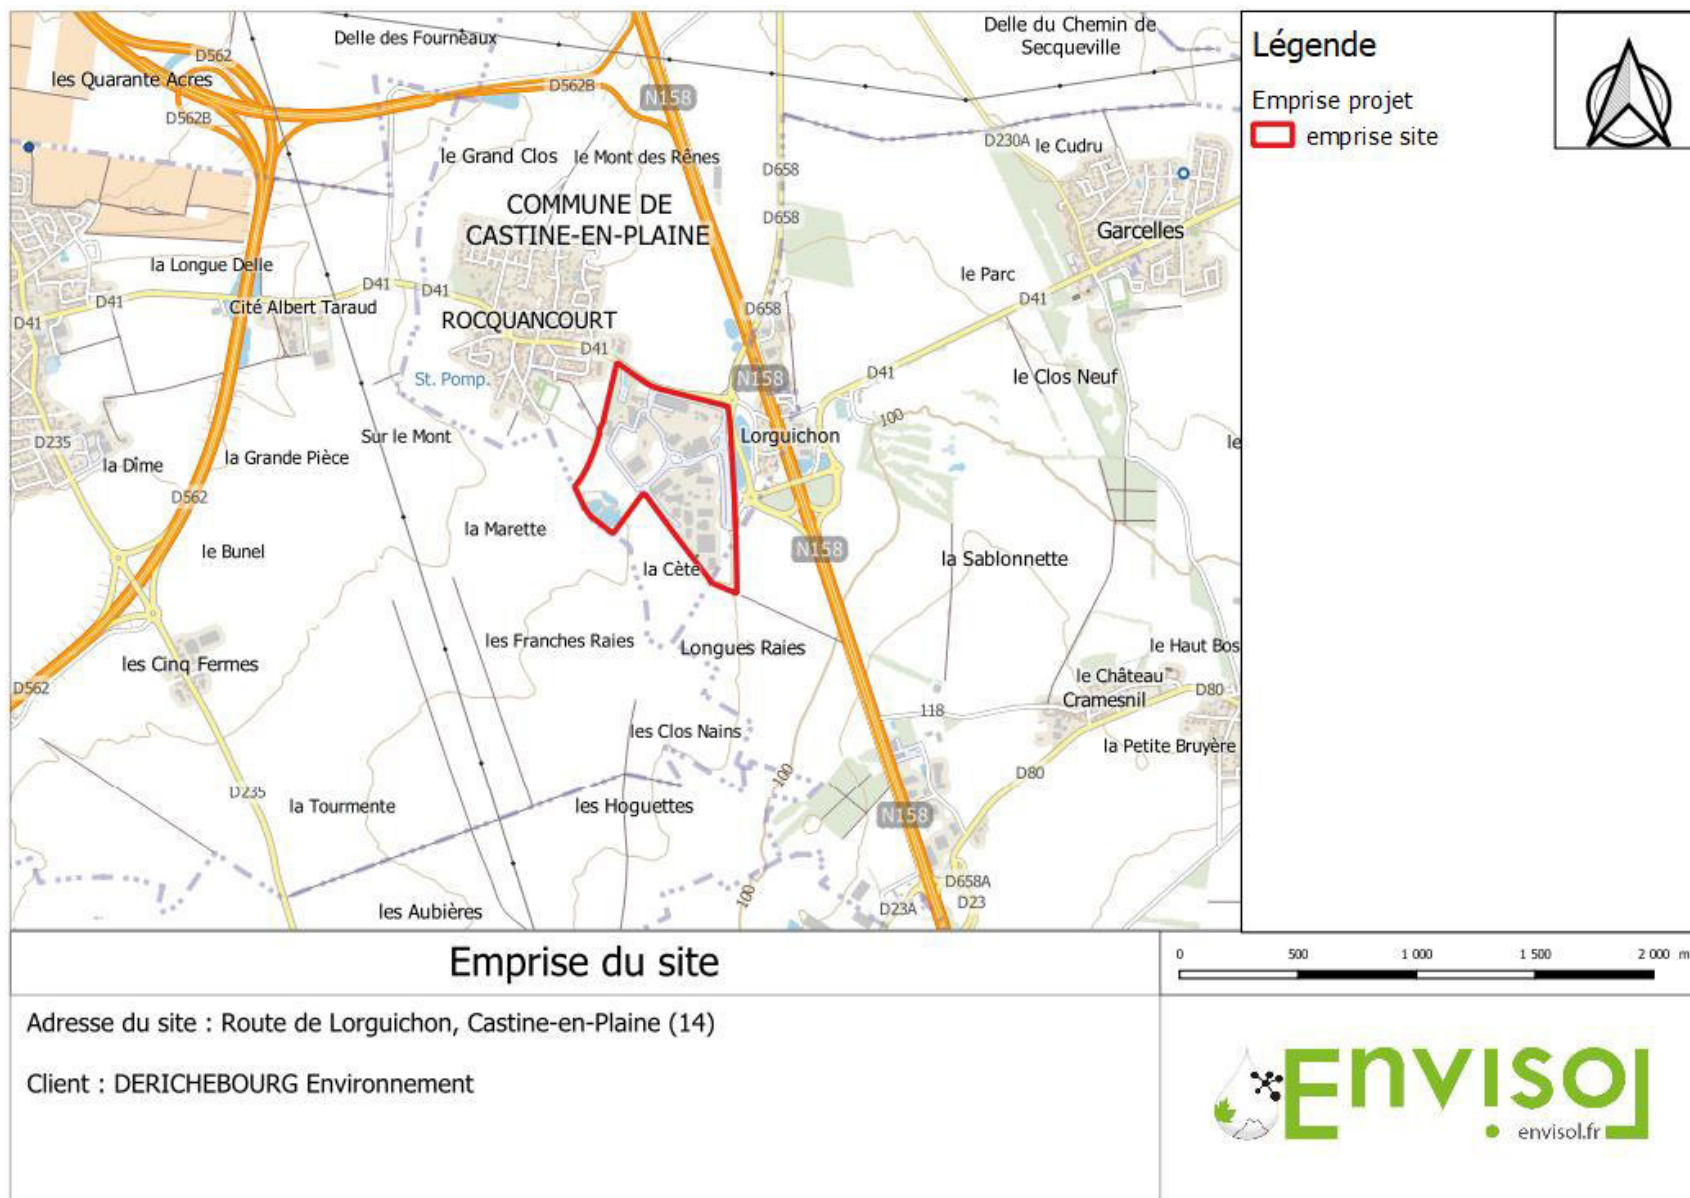 Delle des Fourneaux
Delle du Chemin de
Secqueville
D562
les Quarante Acres
D562B
D562B
N158
D230A
le Cudru
le Grand Clos
le Mont des Rênes
D658
COMMUNE DE
CASTINE-EN-PLAINE
D658
Garcelles
la Longue Delle
le Parc
D41
D41
D41
D41
Cité Albert Taraud
D658
D41
ROCQUANCOURT
D41
St. Pomp.
N158
D41
le Clos Neuf
100
D235
la Dîme
la Grande Pièce
Sur le Mont
Lorguichon
le
D562
la Marette
le Bunel
N158
la Sablonnette
la Cèté
les Franches Raies
Longues Raies
le Haut Bos
les Cinq Fermes
le Château
D562
Cramesnil
D80
118
les Clos Nains
la Petite Bruyère
100
D80
D235
la Tourmente
les Hoguettes
N158
100
D658A
les Aubières
D23A
D23
Légende
Emprise projet
emprise site
Emprise du site
0 500 1 000 1 500 2 000 m
Adresse du site : Route de Lorguichon, Castine-en-Plaine (14)
Client : DERICHEBOURG Environnement
Envisol
envisol.fr